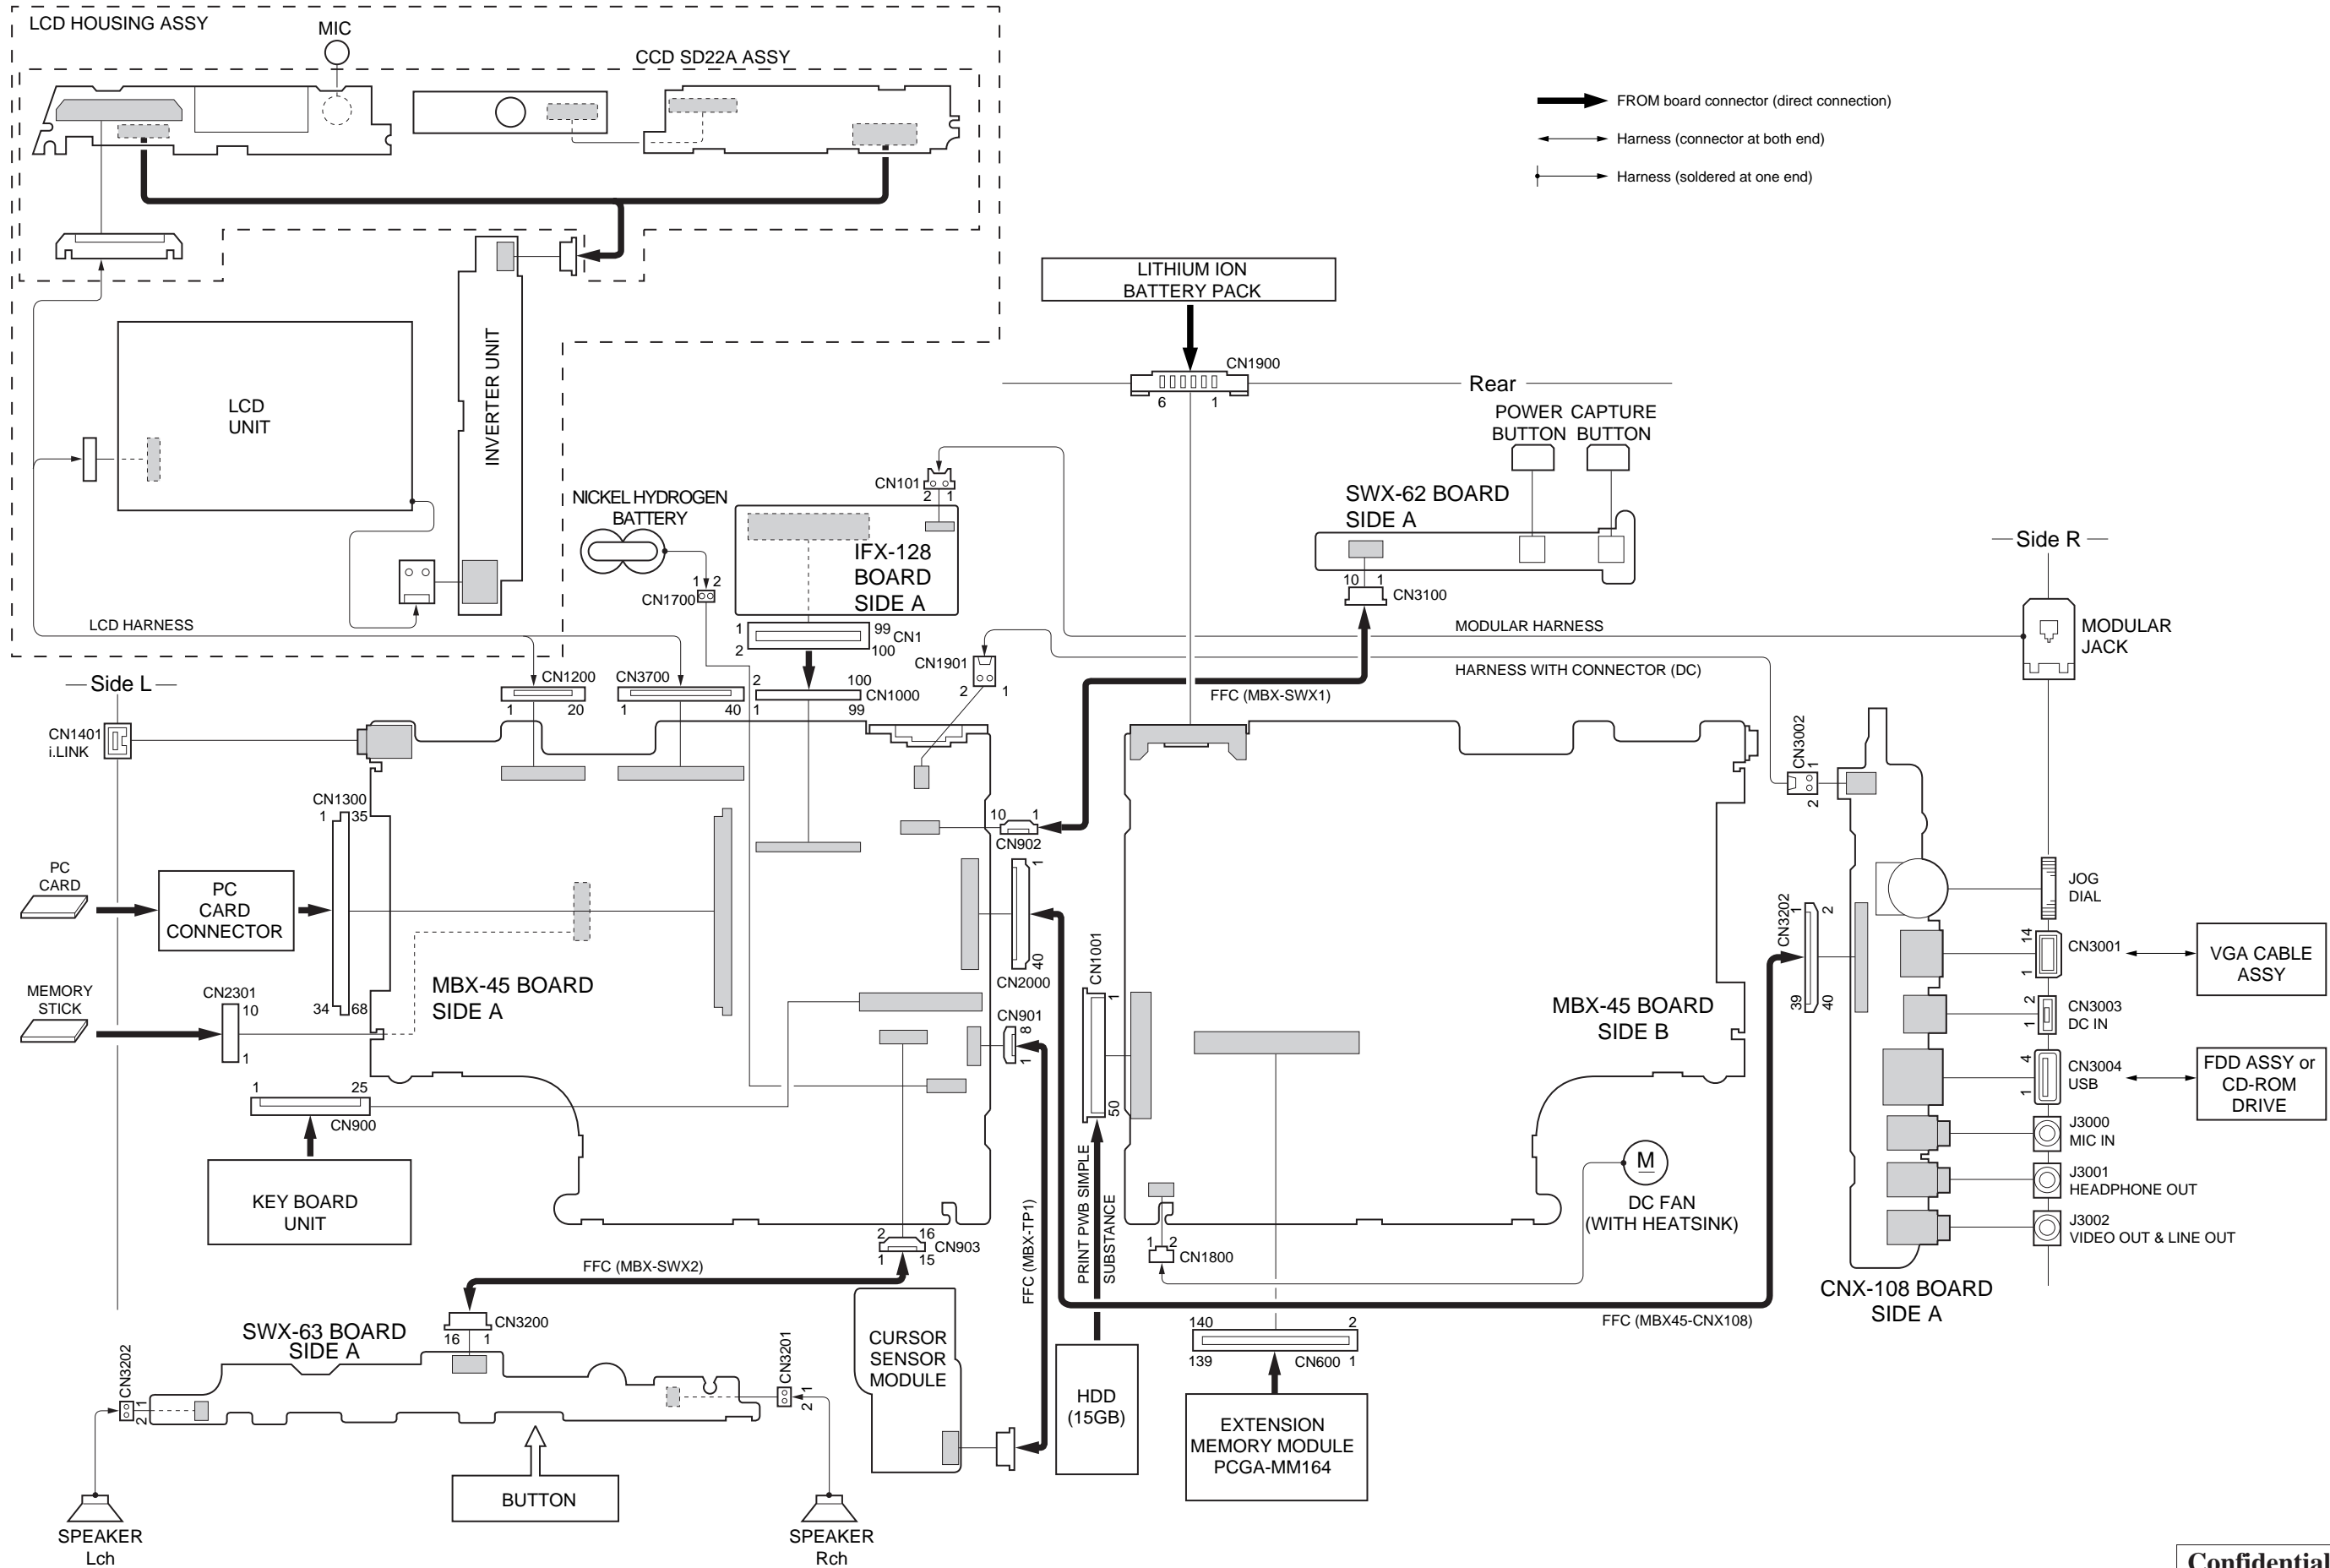 LCD HOUSING ASSY
MIC
CCD SD22A ASSY
FROM board connector (direct connection)
Harness (connector at both end)
Harness (soldered at one end)
LITHIUM ION
BATTERY PACK
CN1900
6 1
Rear
LCD
UNIT
INVERTER UNIT
LCD HARNESS
NICKEL HYDROGEN
BATTERY
1 2
CN1700
CN101
2 1
IFX-128
BOARD
SIDE A
1 99
CN1
2 100
POWER
BUTTON
CAPTURE
BUTTON
SWX-62 BOARD
SIDE A
10 1
CN3100
Side R
MODULAR HARNESS
MODULAR
JACK
HARNESS WITH CONNECTOR (DC)
FFC (MBX-SWX1)
CN1901
2 1
Side L
CN1200
1 20
CN3700
1 40
2 100
CN1000
1 99
CN1401
i.LINK
CN3002
1
2
CN1300
1 35
34 68
PC
CARD
PC
CARD
CONNECTOR
MEMORY
STICK
CN2301
10
1
MBX-45 BOARD
SIDE A
10 1
CN902
1
40
CN2000
CN901
8
1
CN1001
1
50
MBX-45 BOARD
SIDE B
CN3202
1 2
39 40
JOG
DIAL
14
1
CN3001
VGA CABLE
ASSY
2
1
CN3003
DC IN
4
1
CN3004
USB
FDD ASSY or
CD-ROM
DRIVE
J3000
MIC IN
J3001
HEADPHONE OUT
J3002
VIDEO OUT & LINE OUT
CNX-108 BOARD
SIDE A
1 25
CN900
KEY BOARD
UNIT
M
DC FAN
(WITH HEATSINK)
1 2
CN1800
2 16
CN903
1 15
FFC (MBX-SWX2)
FFC (MBX-TP1)
PRINT PWB SIMPLE
SUBSTANCE
FFC (MBX45-CNX108)
140 2
139 CN600 1
CN3200
16 1
SWX-63 BOARD
SIDE A
CN3202
1
2
CN3201
1
2
CURSOR
SENSOR
MODULE
HDD
(15GB)
EXTENSION
MEMORY MODULE
PCGA-MM164
BUTTON
SPEAKER
Lch
SPEAKER
Rch
Confidential